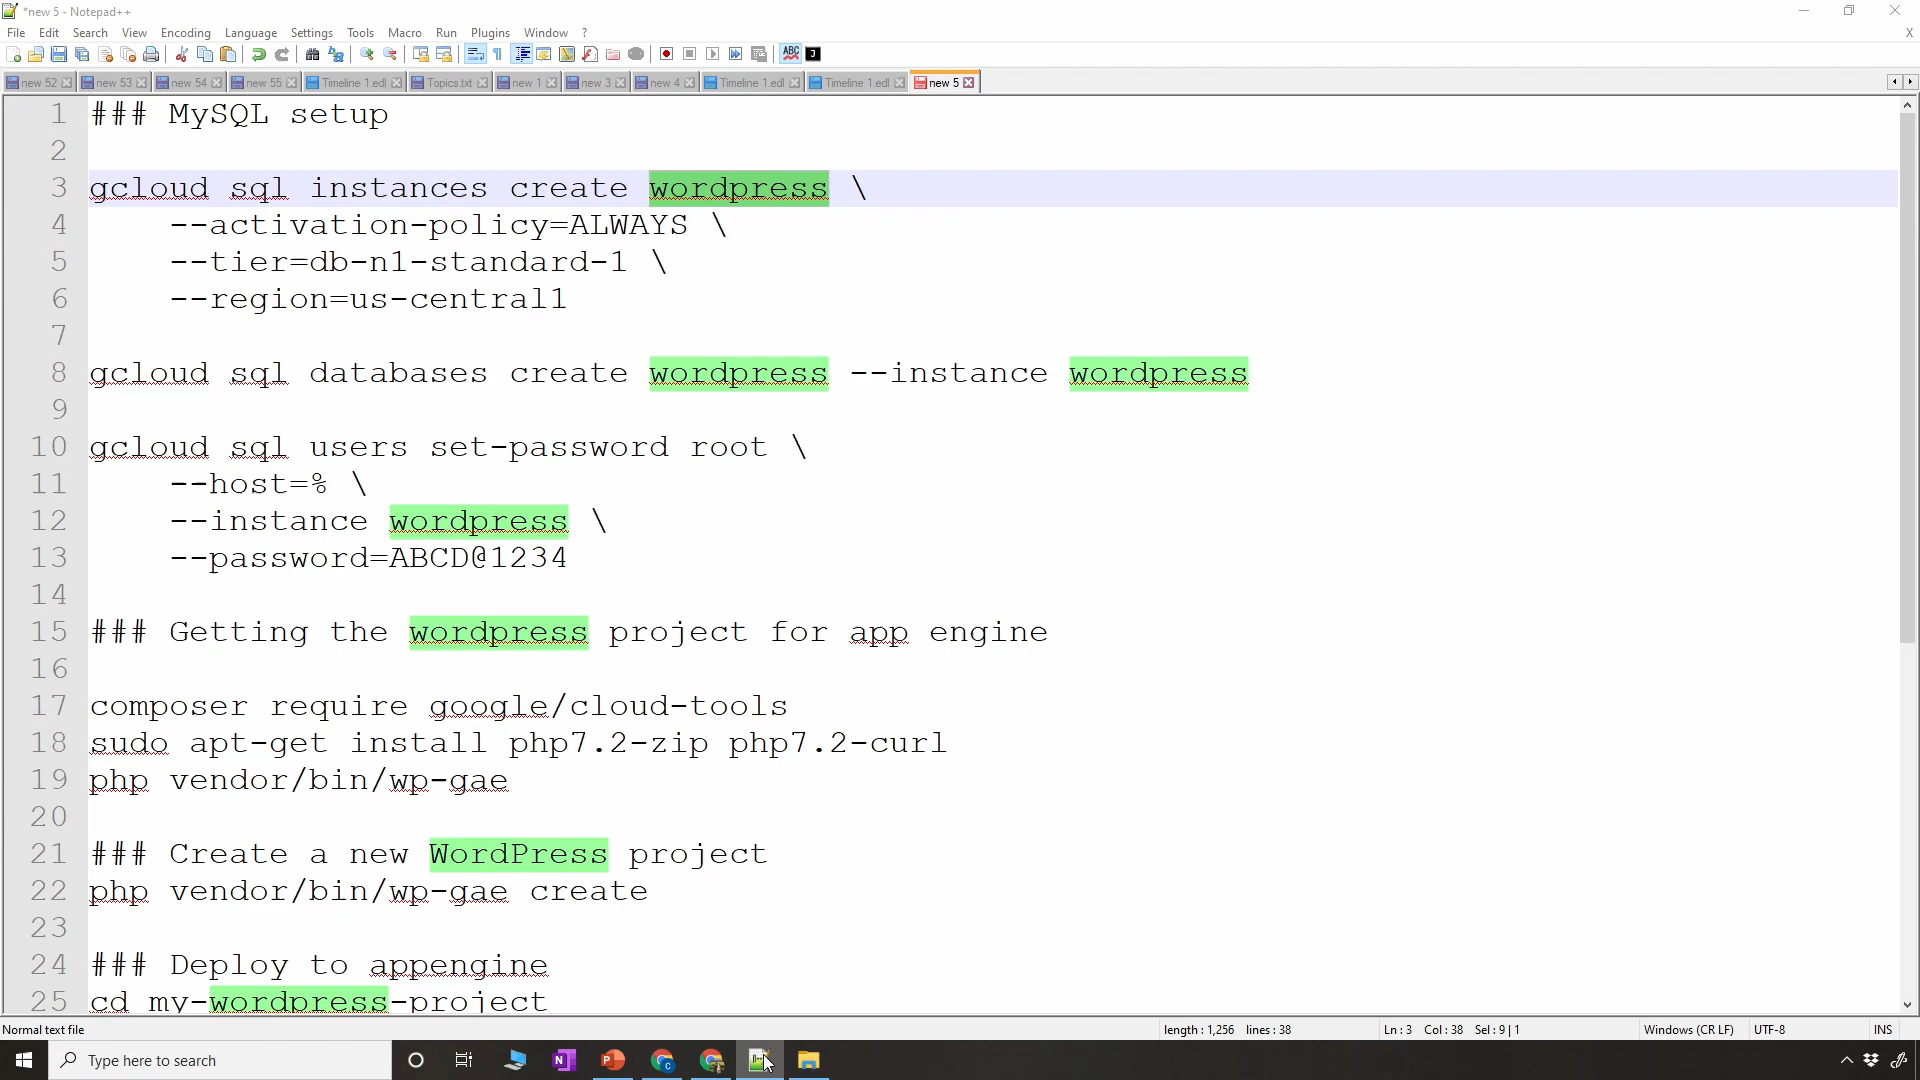 *new 5 - Notepad++
File Edit Search View Encoding Language Settings Tools Macro Run Plugins Window ? X
new 52 new 53 new 54 new 55 Timeline 1.edl Topics.txt new 1 new 3 new 4 Timeline 1.edl Timeline 1.edl new 5
1 ### MySQL setup
2
3 gcloud sql instances create wordpress \
4 --activation-policy=ALWAYS \
5 --tier=db-n1-standard-1 \
6 --region=us-central1
7
8 gcloud sql databases create wordpress --instance wordpress
9
10 gcloud sql users set-password root \
11 --host=% \
12 --instance wordpress \
13 --password=ABCD@1234
14
15 ### Getting the wordpress project for app engine
16
17 composer require google/cloud-tools
18 sudo apt-get install php7.2-zip php7.2-curl
19 php vendor/bin/wp-gae
20
21 ### Create a new WordPress project
22 php vendor/bin/wp-gae create
23
24 ### Deploy to appengine
25 cd my-wordpress-project
Normal text file length : 1,256 lines : 38 Ln : 3 Col : 38 Sel : 9 | 1 Windows (CR LF) UTF-8 INS
Type here to search